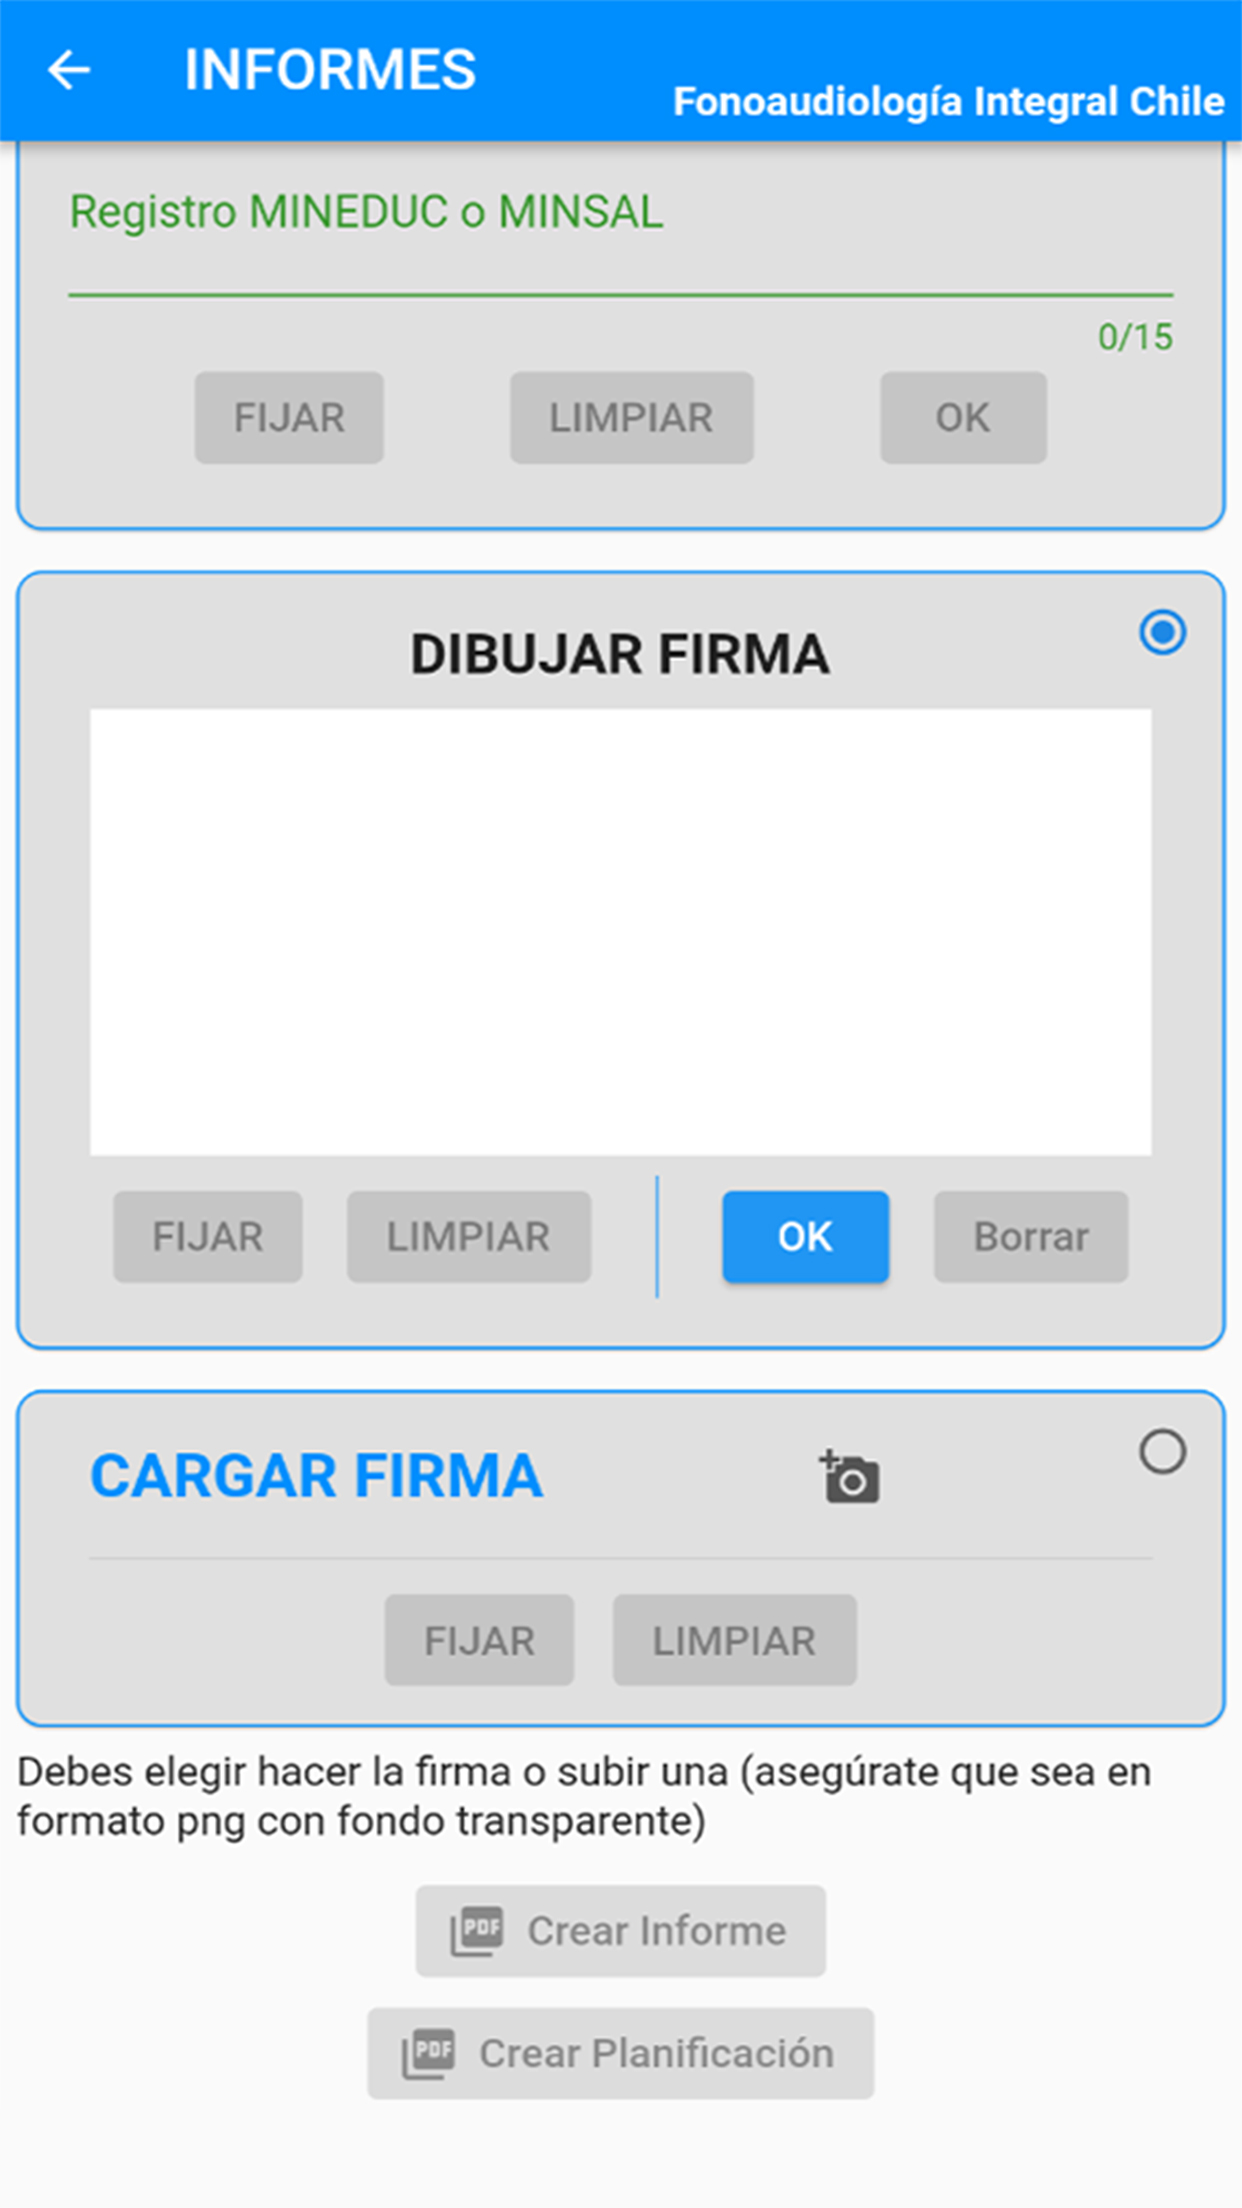 INFORMES
Fonoaudiología Integral Chile
Registro MINEDUC o MINSAL
0/15
FIJAR LIMPIAR OK
DIBUJAR FIRMA
FIJAR LIMPIAR OK Borrar
CARGAR FIRMA
FIJAR LIMPIAR
Debes elegir hacer la firma o subir una (asegúrate que sea en
formato png con fondo transparente)
PDF Crear Informe
PDF Crear Planificación